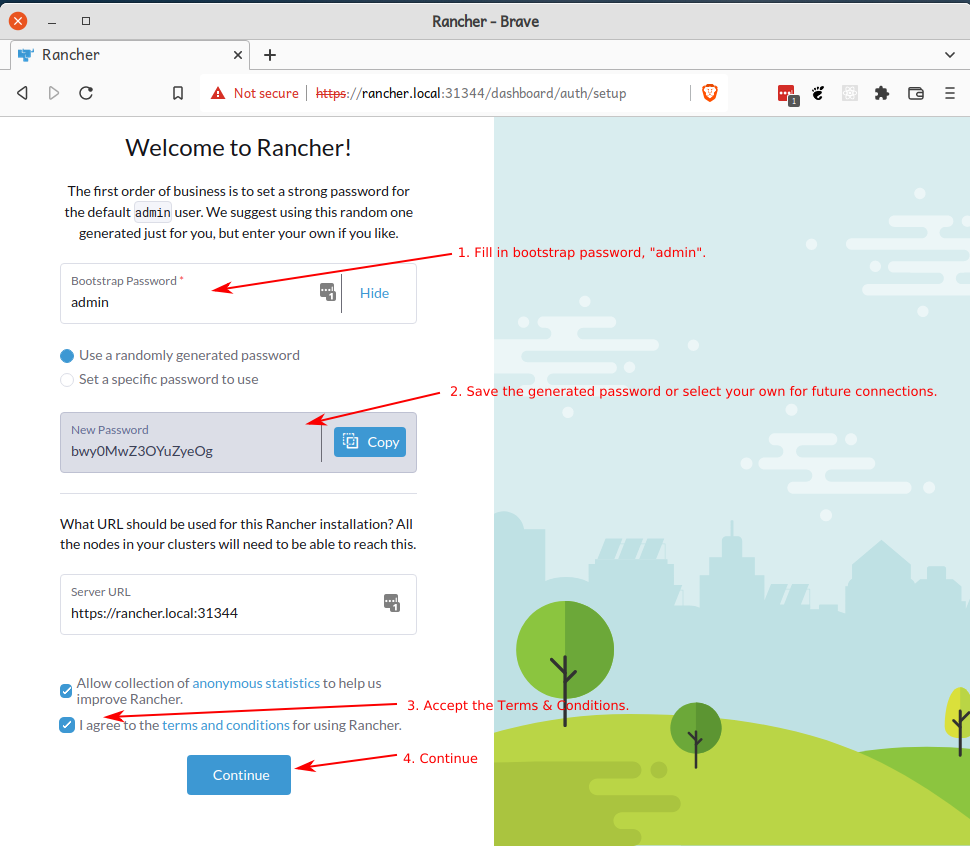 Rancher - Brave
Rancher
Not secure https://rancher.local:31344/dashboard/auth/setup
1
Welcome to Rancher!
The first order of business is to set a strong password for
the default admin user. We suggest using this random one
generated just for you, but enter your own if you like.
1. Fill in bootstrap password, "admin".
Bootstrap Password *
admin
1
Hide
Use a randomly generated password
Set a specific password to use
2. Save the generated password or select your own for future connections.
New Password
bwy0MwZ3OYuZyeOg
Copy
What URL should be used for this Rancher installation? All
the nodes in your clusters will need to be able to reach this.
Server URL
https://rancher.local:31344
1
Allow collection of anonymous statistics to help us
improve Rancher.
3. Accept the Terms & Conditions.
I agree to the terms and conditions for using Rancher.
4. Continue
Continue